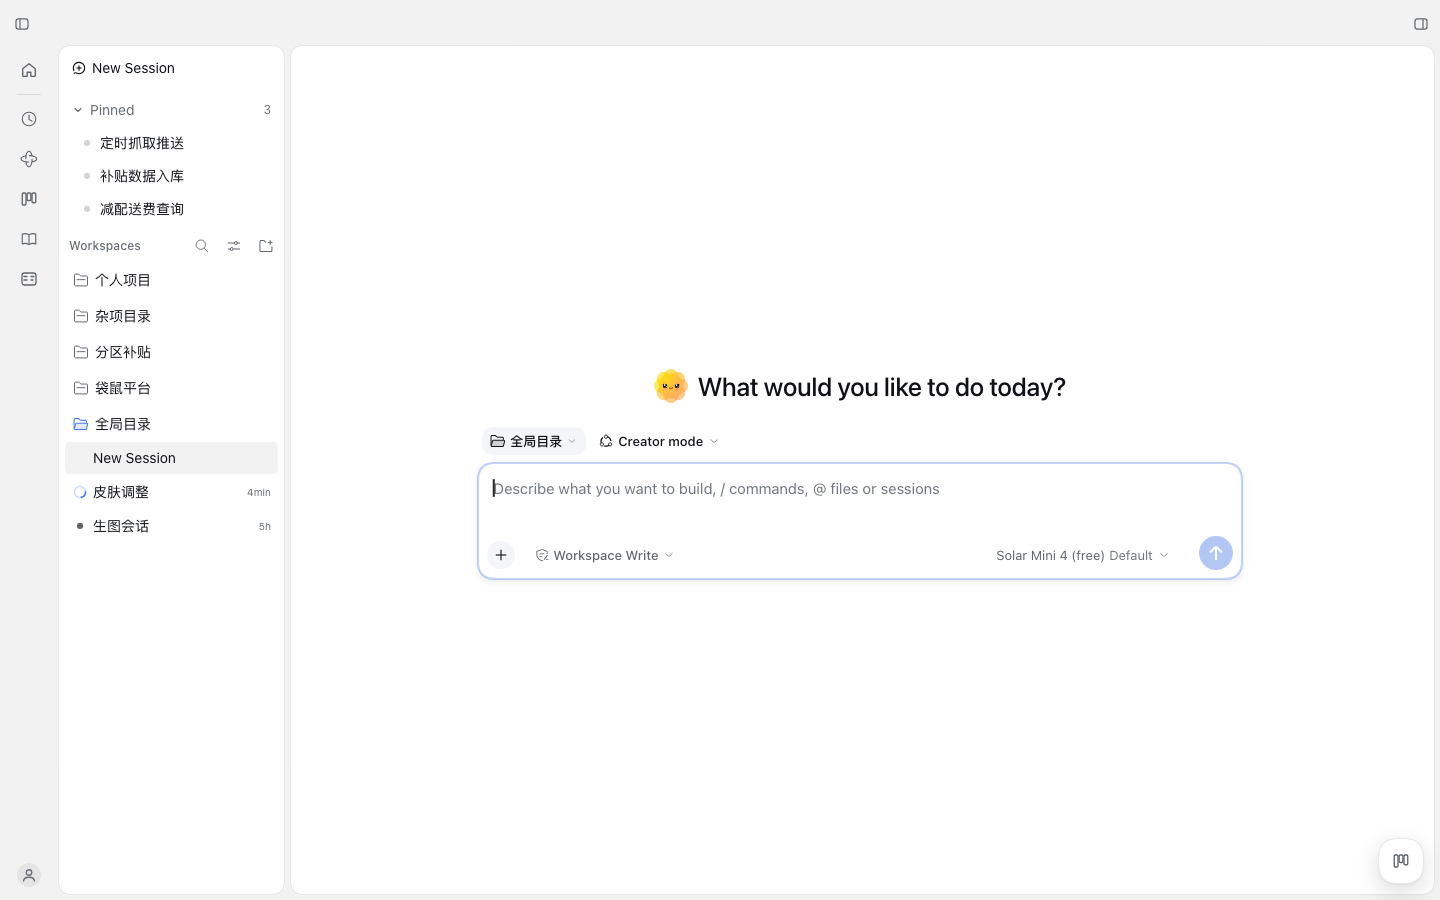 New Session
Pinned 3
定时抓取推送
补贴数据入库
减配送费查询
Workspaces
个人项目
杂项目录
分区补贴
袋鼠平台
全局目录
New Session
皮肤调整 4min
生图会话 5h
What would you like to do today?
全局目录 Creator mode
Describe what you want to build, / commands, @ files or sessions
Workspace Write Solar Mini 4 (free) Default